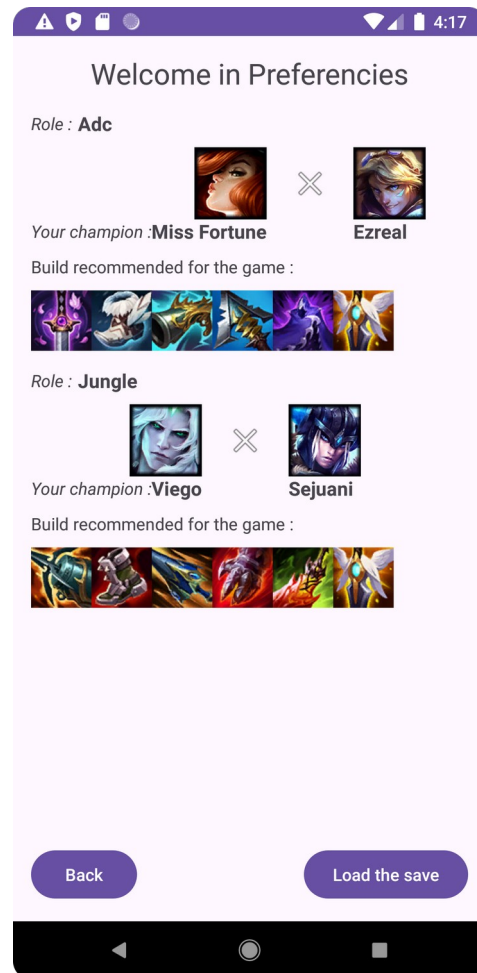 4:17
Welcome in Preferencies
Role : Adc
Your champion :Miss Fortune Ezreal
Build recommended for the game :
Role : Jungle
Your champion :Viego Sejuani
Build recommended for the game :
Back Load the save